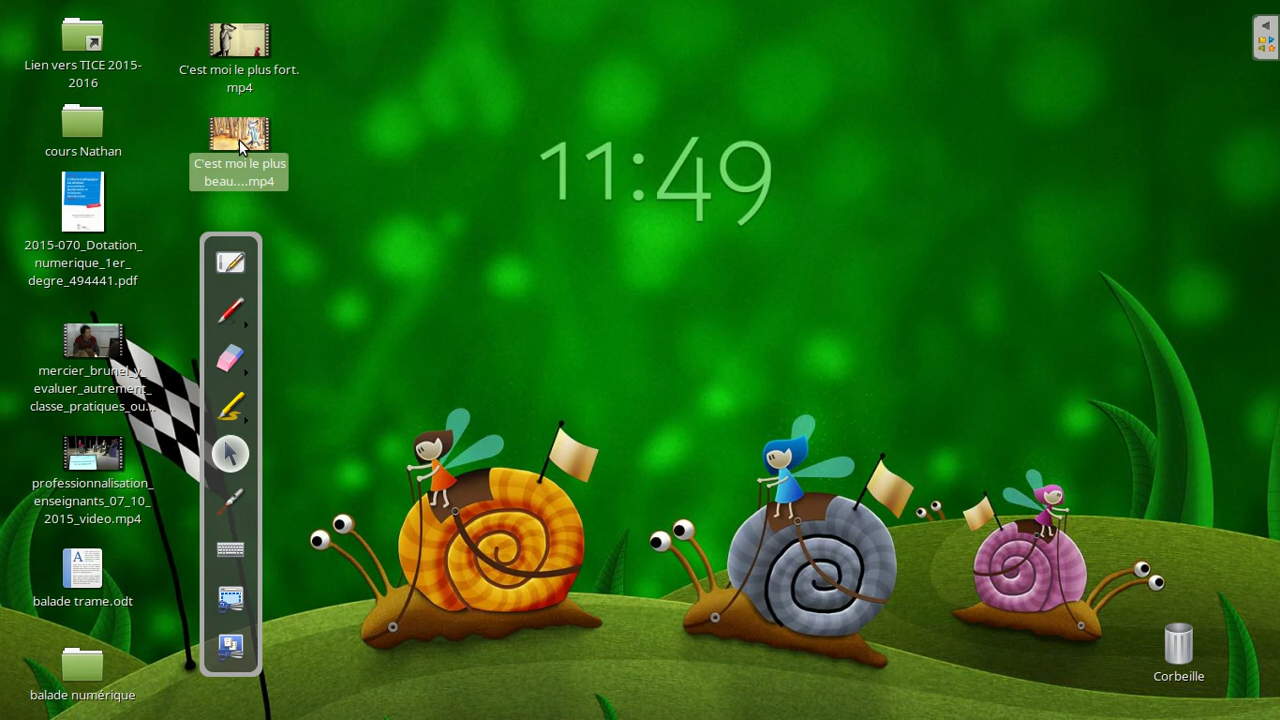 Lien vers TICE 2015-
2016
cours Nathan
2015-070_Dotation_
numerique_1er_
degre_494441.pdf
mercier_brunel_y_
evaluer_autrement_
classe_pratiques_ou...
professionnalisation_
enseignants_07_10_
2015_video.mp4
A
balade trame.odt
balade numérique
C'est moi le plus fort.
mp4
C'est moi le plus
beau....mp4
11:49
Corbeille